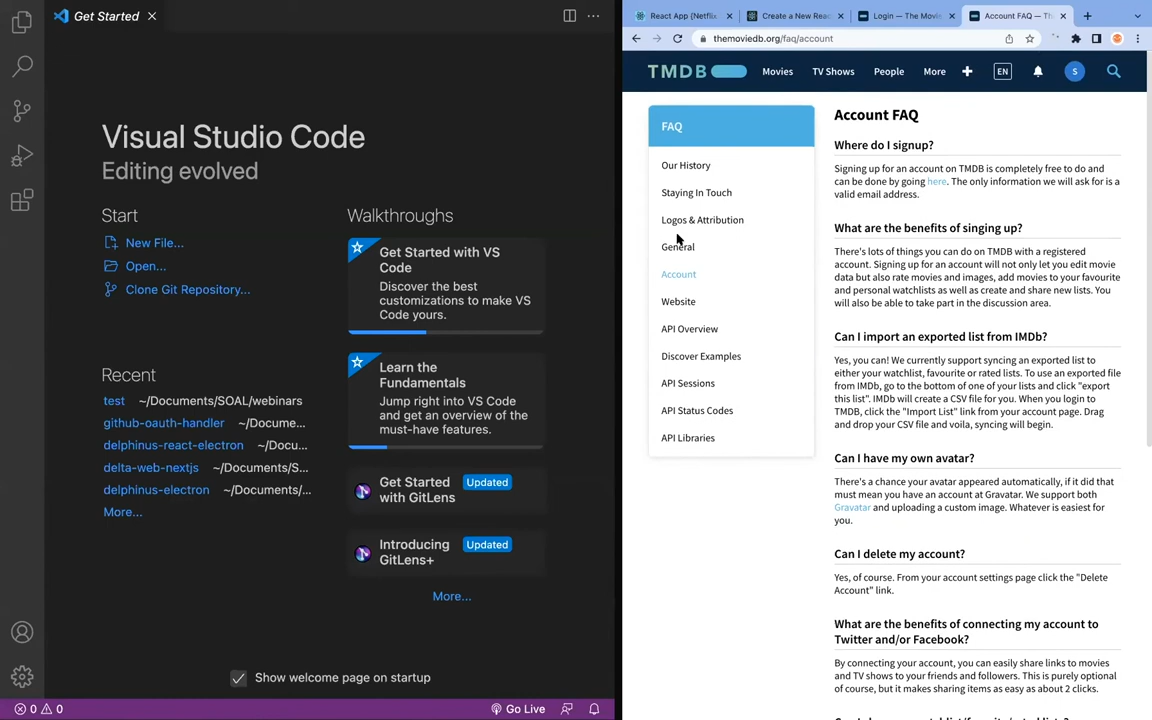 Get Started
Visual Studio Code
Editing evolved
Start
New File...
Open...
Clone Git Repository...
Recent
test ~/Documents/SOAL/webinars
github-oauth-handler ~/Docume...
delphinus-react-electron ~/Docu...
delta-web-nextjs ~/Documents/S...
delphinus-electron ~/Documents/...
More...
Walkthroughs
Get Started with VS
Code
Discover the best
customizations to make VS
Code yours.
Learn the
Fundamentals
Jump right into VS Code
and get an overview of the
must-have features.
Get Started
with GitLens
Updated
Introducing
GitLens+
Updated
More...
Show welcome page on startup
0 0
Go Live
React App (Netflix
Create a New Reac
Login — The Movi
Account FAQ — Th
themoviedb.org/faq/account
TMDB
Movies
TV Shows
People
More
EN
S
FAQ
Our History
Staying In Touch
Logos & Attribution
General
Account
Website
API Overview
Discover Examples
API Sessions
API Status Codes
API Libraries
Account FAQ
Where do I signup?
Signing up for an account on TMDB is completely free to do and
can be done by going here. The only information we will ask for is a
valid email address.
What are the benefits of singing up?
There's lots of things you can do on TMDB with a registered
account. Signing up for an account will not only let you edit movie
data but also rate movies and images, add movies to your favourite
and personal watchlists as well as create and share new lists. You
will also be able to take part in the discussion area.
Can I import an exported list from IMDb?
Yes, you can! We currently support syncing an exported list to
either your watchlist, favourite or rated lists. To use an exported file
from IMDb, go to the bottom of one of your lists and click "export
this list". IMDb will create a CSV file for you. When you login to
TMDB, click the "Import List" link from your account page. Drag
and drop your CSV file and voila, syncing will begin.
Can I have my own avatar?
There's a chance your avatar appeared automatically, if it did that
must mean you have an account at Gravatar. We support both
Gravatar and uploading a custom image. Whatever is easiest for
you.
Can I delete my account?
Yes, of course. From your account settings page click the "Delete
Account" link.
What are the benefits of connecting my account to
Twitter and/or Facebook?
By connecting your account, you can easily share links to movies
and TV shows to your friends and followers. This is purely optional
of course, but it makes sharing items as easy as about 2 clicks.